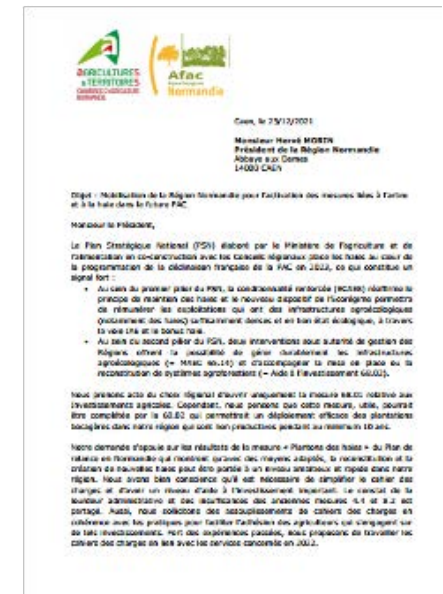 AGRICULTURES
& TERRITOIRES
CHAMBRE D'AGRICULTURE
NORMANDIE
Afac
Normandie
Caen, le 23/12/2021
Monsieur Hervé MORIN
Président de la Région Normandie
Abbaye aux Dames
14000 CAEN
Objet : Mobilisation de la Région Normandie pour l'activation des mesures liées à l'arbre
et à la haie dans la future PAC
Monsieur le Président,
Le Plan Stratégique National (PSN) élaboré par le Ministère de l'agriculture et de
l'alimentation en co-construction avec les Conseils régionaux place les haies au cœur de
la programmation de la déclinaison française de la PAC en 2023, ce qui constitue un
signal fort :
• Au sein du premier pilier du PSN, la conditionnalité renforcée (BCAE8) réaffirme le
principe de maintien des haies et le nouveau dispositif de l'écorégime permettra
de rémunérer les exploitations qui ont des infrastructures agroécologiques
(notamment des haies) suffisamment denses et en bon état écologique, à travers
la voie IAE et le bonus haie.
• Au sein du second pilier du PSN, deux interventions sous autorité de gestion des
Régions offrent la possibilité de gérer durablement les infrastructures
agroécologiques et d'accompagner la mise en place ou la
reconstitution de systèmes agroforestiers (« Aide à l'investissement 68.02).
Nous prenons acte du choix régional d'ouvrir uniquement la mesure 68.01 relative aux
investissements agricoles. Cependant, nous pensons que cette mesure, utile, pourrait
être complétée par la 68.02 qui permettrait un déploiement efficace des plantations
bocagères dans notre région qui sont non productives pendant au minimum 10 ans.
Notre demande s'appuie sur les résultats de la mesure « Plantons des haies » du Plan de
relance en Normandie qui montrent qu'avec des moyens adaptés, la reconstitution et la
création de nouvelles haies peut être portée à un niveau ambitieux et rapide dans notre
région. Nous avons bien conscience qu'il est nécessaire de simplifier le cahier des
charges et d'avoir un niveau d'aide à l'investissement important. Le constat de la
lourdeur administrative et des insuffisances des anciennes mesures 4.4 et 8.2 est
partagé. Aussi, nous sollicitons des assouplissements de cahiers des charges en
cohérence avec les pratiques pour faciliter l'adhésion des agriculteurs qui s'engagent sur
de tels investissements. Fort des expériences passées, nous proposons de travailler les
cahiers des charges en lien avec les services concernés en 2022.